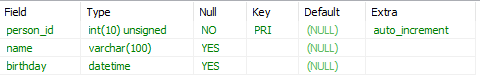 Field Type Null Key Default Extra
person_id int(10) unsigned NO PRI (NULL) auto_increment
name varchar(100) YES (NULL)
birthday datetime YES (NULL)